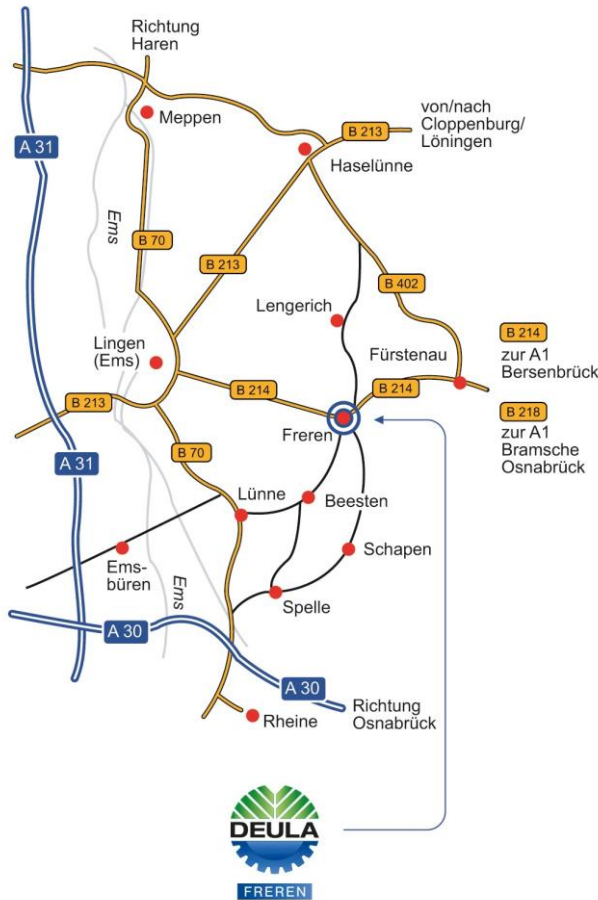 Richtung
Haren
Meppen
B 213
von/nach
Cloppenburg/
Löningen
A 31
Haselünne
Ems
B 70
B 213
B 402
Lengerich
B 214
zur A1
Bersenbrück
Lingen
(Ems)
Fürstenau
B 214
B 214
B 213
B 218
zur A1
Bramsche
Osnabrück
Freren
B 70
A 31
Lünne
Beesten
Schapen
Ems-
büren
Ems
Spelle
A 30
A 30
Richtung
Osnabrück
Rheine
DEULA
FREREN